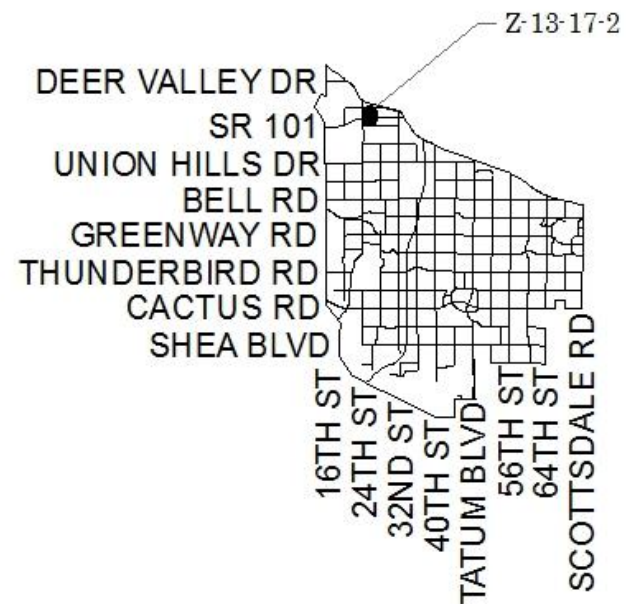 Z-13-17-2
DEER VALLEY DR
SR 101
UNION HILLS DR
BELL RD
GREENWAY RD
THUNDERBIRD RD
CACTUS RD
SHEA BLVD
16TH ST
24TH ST
32ND ST
40TH ST
TATUM BLVD
56TH ST
64TH ST
SCOTTSDALE RD